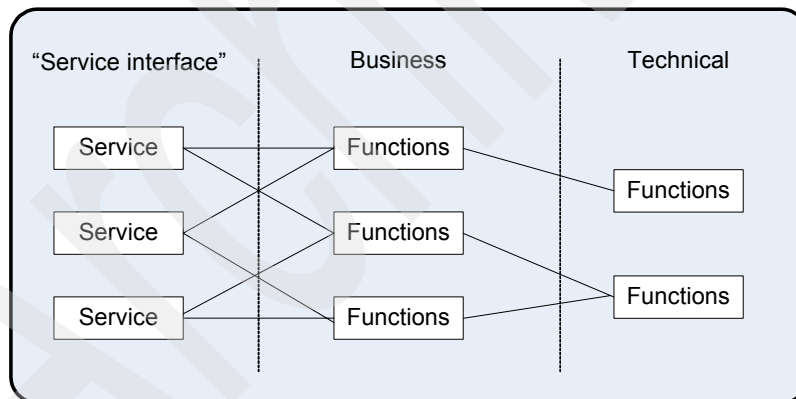 “Service interface” Business Technical
Service Functions
Functions
Service Functions
Functions
Service Functions